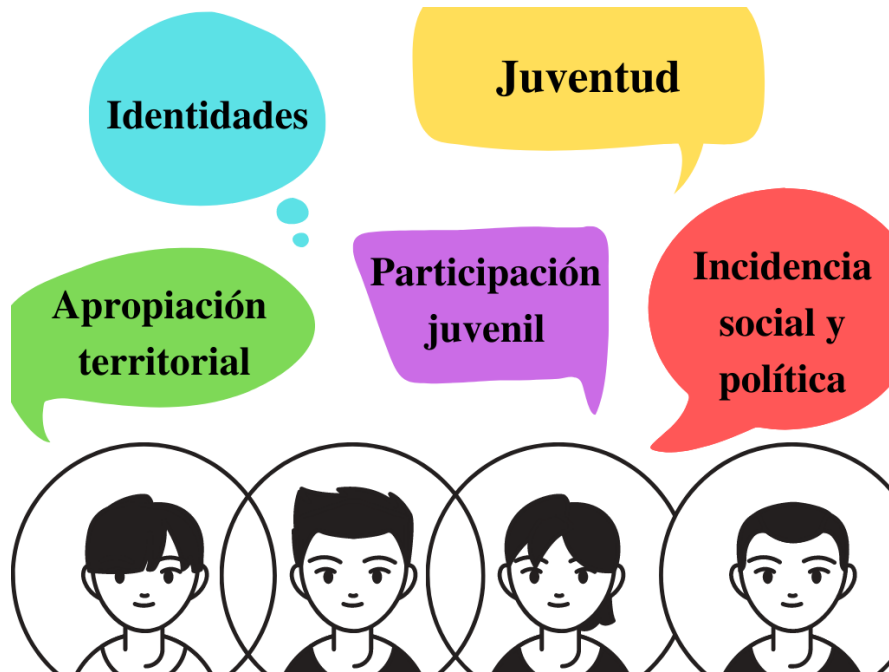 Identidades
Juventud
Apropiación
territorial
Participación
juvenil
Incidencia
social y
política